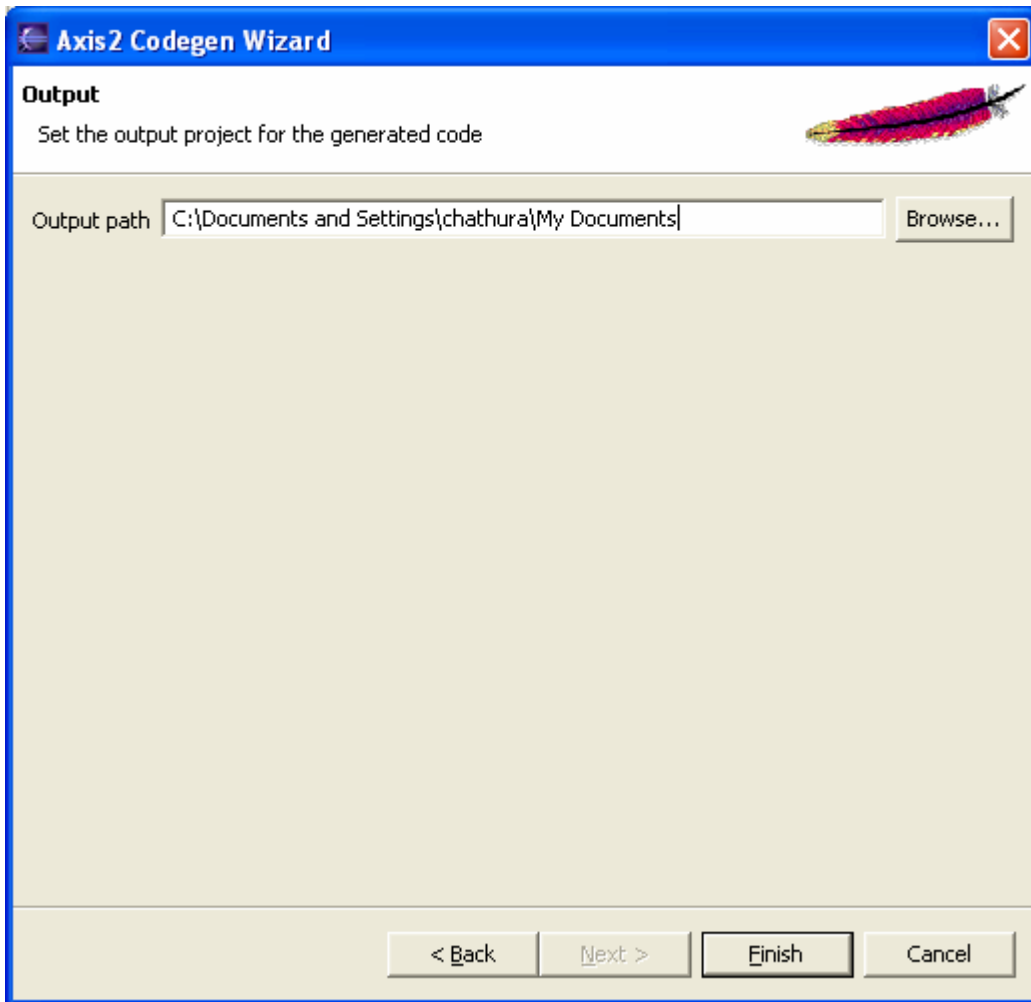 Axis2 Codegen Wizard
Output
Set the output project for the generated code
Output path C:\Documents and Settings\chathura\My Documents Browse...
< Back Next > Finish Cancel